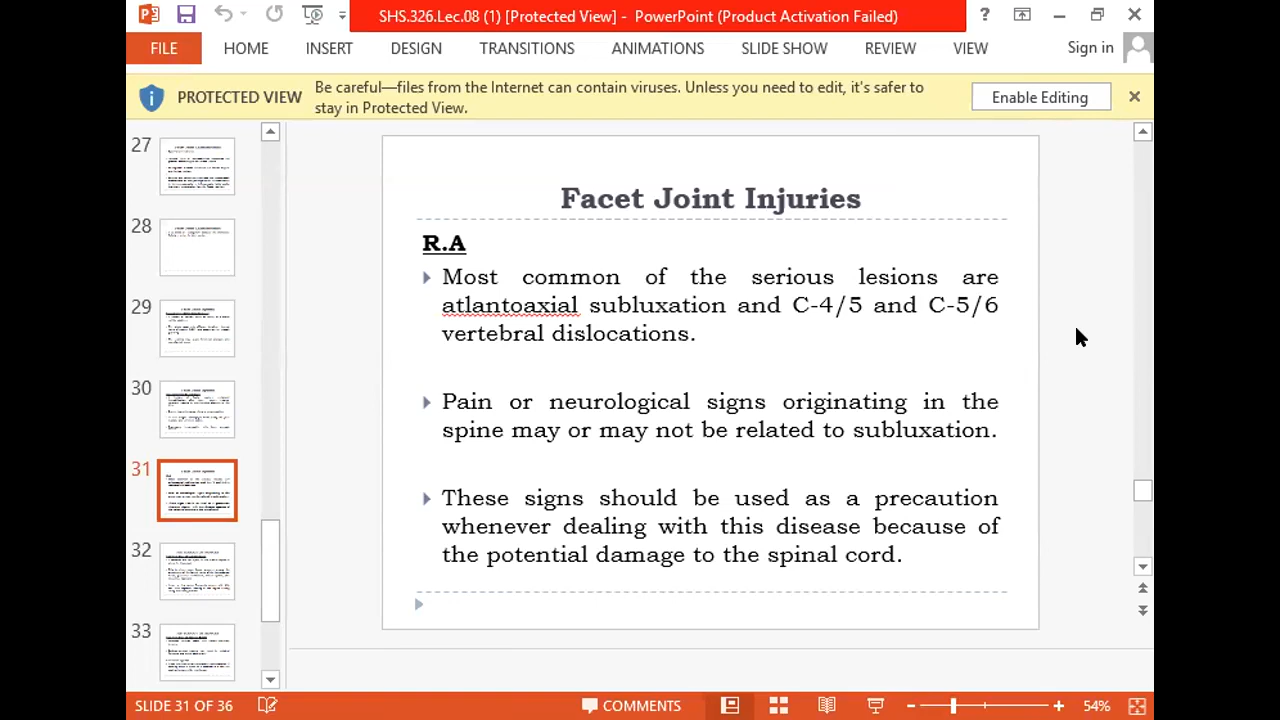 SHS.326.Lec.08 (1) [Protected View] - PowerPoint (Product Activation Failed)
FILE HOME INSERT DESIGN TRANSITIONS ANIMATIONS SLIDE SHOW REVIEW VIEW Sign in
PROTECTED VIEW Be careful—files from the Internet can contain viruses. Unless you need to edit, it's safer to
stay in Protected View.
Enable Editing
27
28
29
30
31
32
33
Facet Joint Injuries
R.A
Most common of the serious lesions are
atlantoaxial subluxation and C-4/5 and C-5/6
vertebral dislocations.
Pain or neurological signs originating in the
spine may or may not be related to subluxation.
These signs should be used as a precaution
whenever dealing with this disease because of
the potential damage to the spinal cord.
SLIDE 31 OF 36 COMMENTS 54%